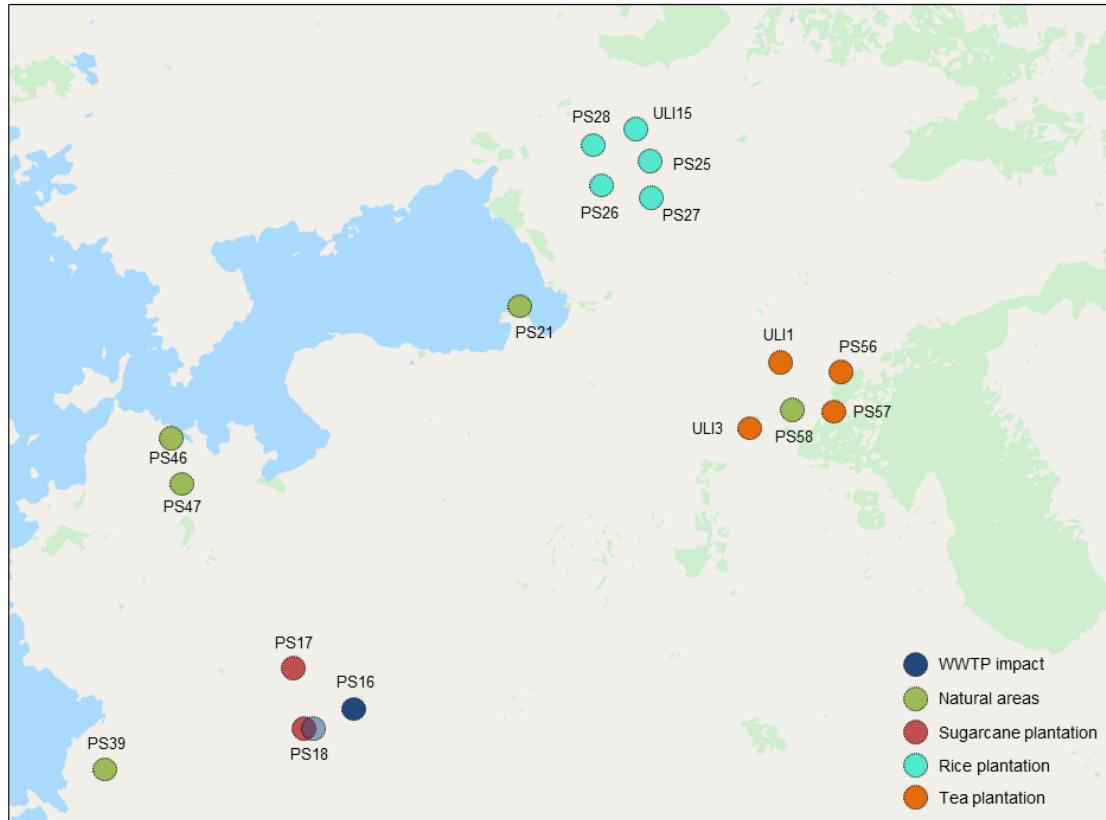 ULI15
PS28
PS25
PS26
PS27
PS21
ULI1
PS56
PS57
ULI3
PS58
PS46
PS47
PS17
PS16
PS18
PS39
WWTP impact
Natural areas
Sugarcane plantation
Rice plantation
Tea plantation